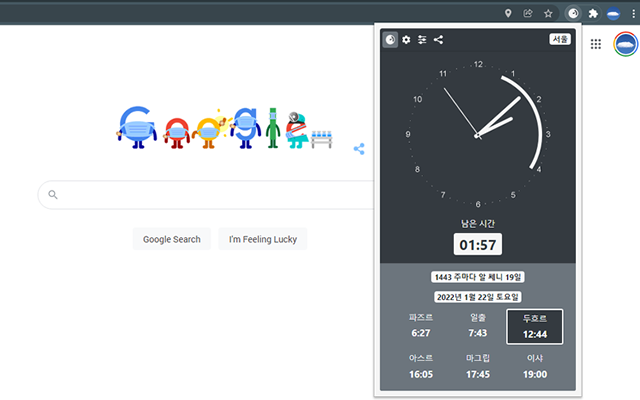 서울
12
1
2
3
4
5
6
7
8
9
10
11
Google
남은 시간
01:57
Google Search
I'm Feeling Lucky
1443 주마다 알 쎄니 19일
2022년 1월 22일 토요일
파즈르 일출 두흐르
6:27 7:43 12:44
아스르 마그립 이샤
16:05 17:45 19:00